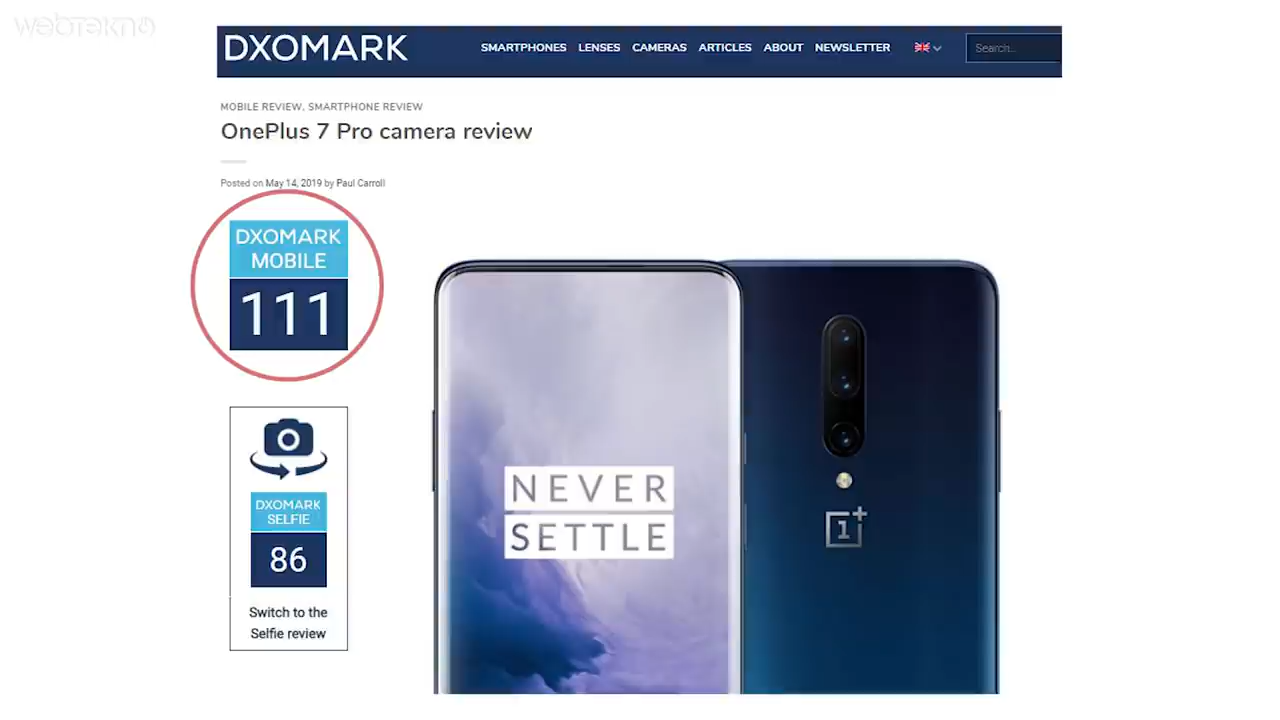 webtekno
DXOMARK
SMARTPHONES LENSES CAMERAS ARTICLES ABOUT NEWSLETTER Search...
MOBILE REVIEW, SMARTPHONE REVIEW
OnePlus 7 Pro camera review
Posted on May 14, 2019 by Paul Carroll
DXOMARK
MOBILE
111
DXOMARK
SELFIE
86
Switch to the
Selfie review
NEVER
SETTLE
1+